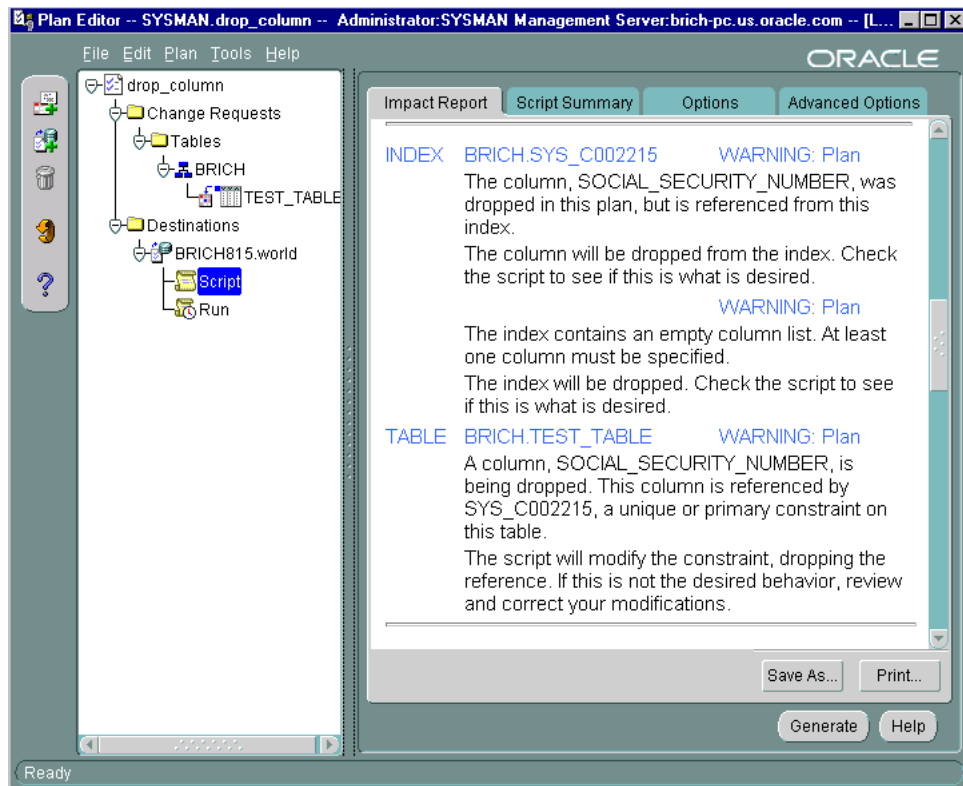 Plan Editor -- SYSMAN.drop_column -- Administrator:SYSMAN Management Server:brich-pc.us.oracle.com -- [L...
File Edit Plan Tools Help
ORACLE
drop_column
Change Requests
Tables
BRICH
TEST_TABLE
Destinations
BRICH815.world
Script
Run
Impact Report
Script Summary
Options
Advanced Options
INDEX BRICH.SYS_C002215 WARNING: Plan
The column, SOCIAL_SECURITY_NUMBER, was
dropped in this plan, but is referenced from this
index.
The column will be dropped from the index. Check
the script to see if this is what is desired.
WARNING: Plan
The index contains an empty column list. At least
one column must be specified.
The index will be dropped. Check the script to see
if this is what is desired.
TABLE BRICH.TEST_TABLE WARNING: Plan
A column, SOCIAL_SECURITY_NUMBER, is
being dropped. This column is referenced by
SYS_C002215, a unique or primary constraint on
this table.
The script will modify the constraint, dropping the
reference. If this is not the desired behavior, review
and correct your modifications.
Save As...
Print...
Generate
Help
Ready